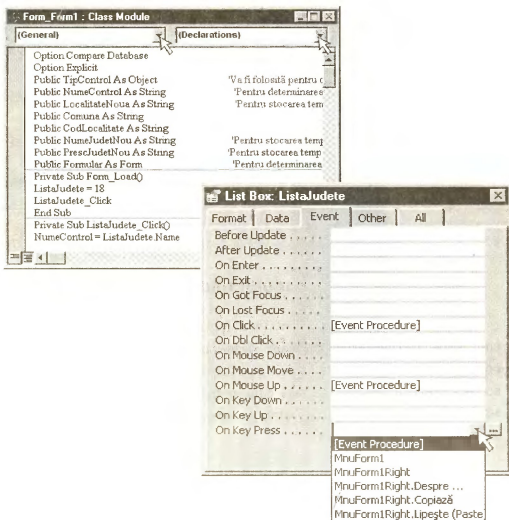 Form_Form1 : Class Module
(General) (Declarations)
Option Compare Database
Option Explicit
Public TipControl As Object 'Va fi folosită pentru c
Public NumeControl As String 'Pentru determinarea
Public LocalitateNoua As String 'Pentru stocarea tem
Public Comuna As String
Public CodLocalitate As String
Public NumeJudetNou As String 'Pentru stocarea temp
Public PrescJudetNou As String 'Pentru stocarea temp
Public Formular As Form 'Pentru determinarea
Private Sub Form_Load()
ListaJudete = 18
ListaJudete_Click
End Sub
Private Sub ListaJudete_Click()
NumeControl = ListaJudete.Name
List Box: ListaJudete
Format Data Event Other All
Before Update . . . . . .
After Update . . . . . .
On Enter . . . . . . . . .
On Exit . . . . . . . . . .
On Got Focus . . . . . .
On Lost Focus . . . . .
On Click . . . . . . . . . . [Event Procedure]
On Dbl Click . . . . . . .
On Mouse Down . . . .
On Mouse Move . . . .
On Mouse Up . . . . . . [Event Procedure]
On Key Down . . . . . .
On Key Up . . . . . . . .
On Key Press . . . . . . ...
[Event Procedure]
MnuForm1
MnuForm1Right
MnuForm1Right.Despre ...
MnuForm1Right.Copiază
MnuForm1Right.Lipeşte (Paste)